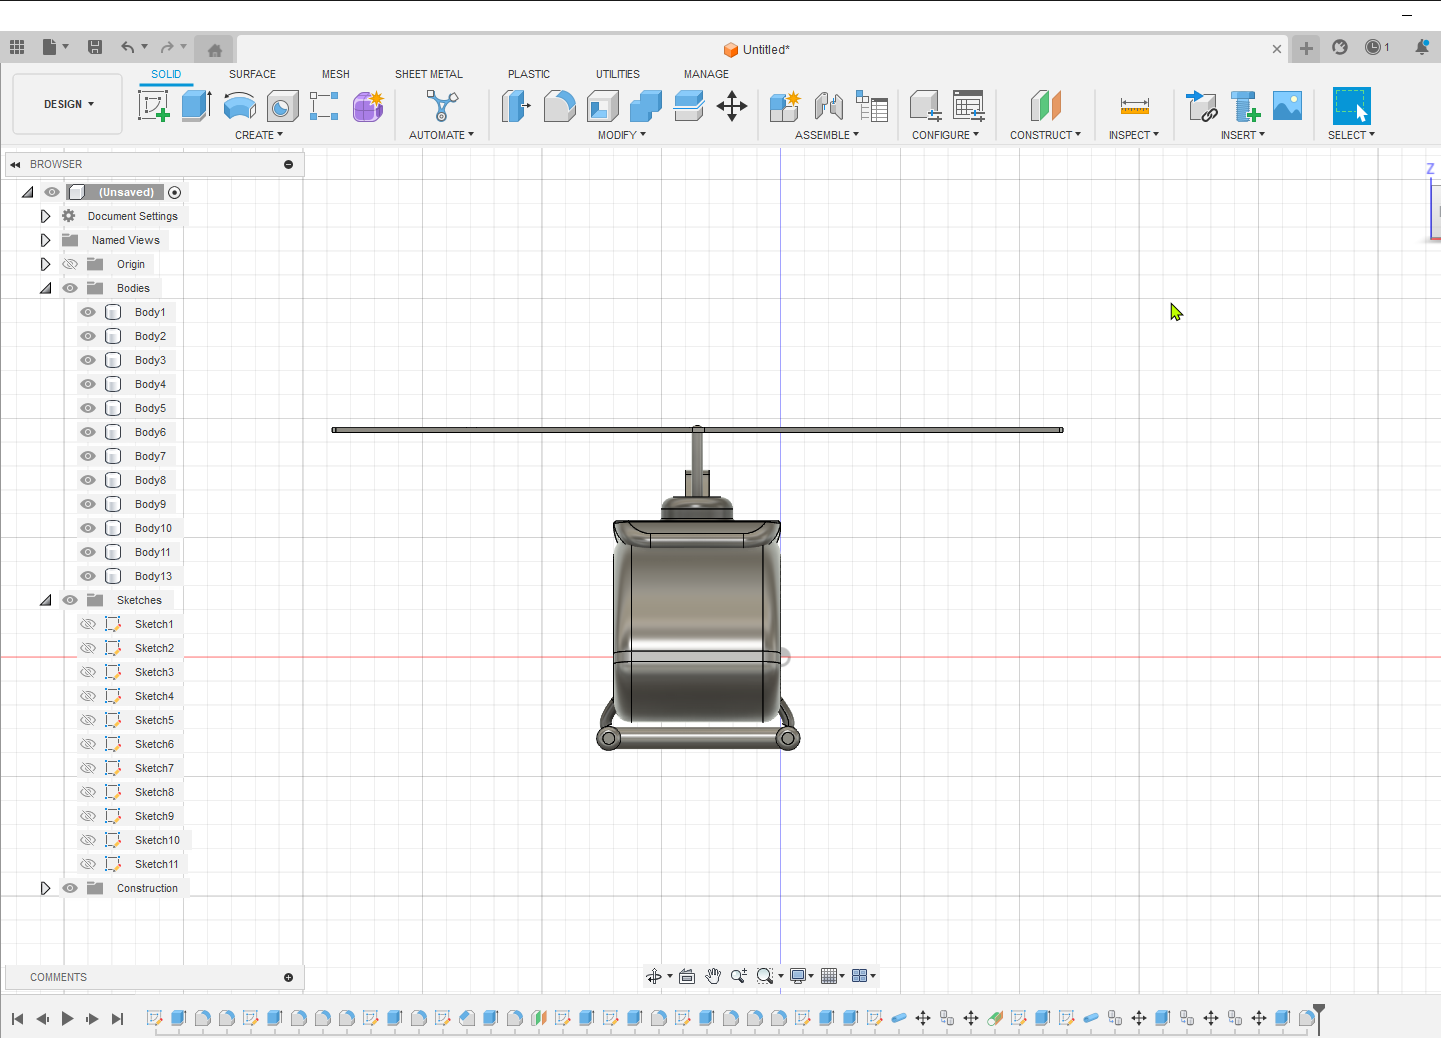 Untitled*
1
DESIGN
SOLID SURFACE MESH SHEET METAL PLASTIC UTILITIES MANAGE
CREATE AUTOMATE MODIFY ASSEMBLE CONFIGURE CONSTRUCT INSPECT INSERT SELECT
BROWSER
Z
(Unsaved)
Document Settings
Named Views
Origin
Bodies
Body1
Body2
Body3
Body4
Body5
Body6
Body7
Body8
Body9
Body10
Body11
Body13
Sketches
Sketch1
Sketch2
Sketch3
Sketch4
Sketch5
Sketch6
Sketch7
Sketch8
Sketch9
Sketch10
Sketch11
Construction
COMMENTS